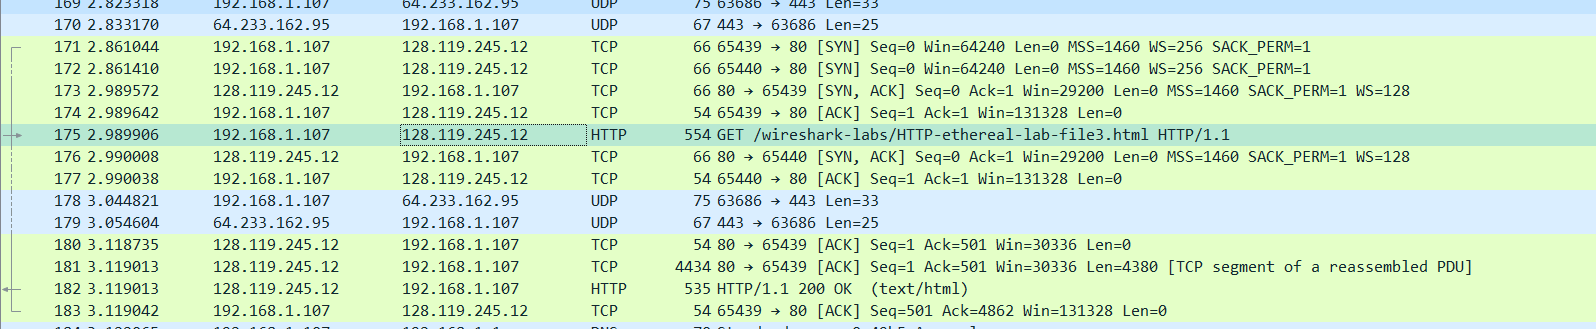 169 2.823318 192.168.1.107 64.233.162.95 UDP 75 63686 → 443 Len=33
170 2.833170 64.233.162.95 192.168.1.107 UDP 67 443 → 63686 Len=25
171 2.861044 192.168.1.107 128.119.245.12 TCP 66 65439 → 80 [SYN] Seq=0 Win=64240 Len=0 MSS=1460 WS=256 SACK_PERM=1
172 2.861410 192.168.1.107 128.119.245.12 TCP 66 65440 → 80 [SYN] Seq=0 Win=64240 Len=0 MSS=1460 WS=256 SACK_PERM=1
173 2.989572 128.119.245.12 192.168.1.107 TCP 66 80 → 65439 [SYN, ACK] Seq=0 Ack=1 Win=29200 Len=0 MSS=1460 SACK_PERM=1 WS=128
174 2.989642 192.168.1.107 128.119.245.12 TCP 54 65439 → 80 [ACK] Seq=1 Ack=1 Win=131328 Len=0
175 2.989906 192.168.1.107 128.119.245.12 HTTP 554 GET /wireshark-labs/HTTP-ethereal-lab-file3.html HTTP/1.1
176 2.990008 128.119.245.12 192.168.1.107 TCP 66 80 → 65440 [SYN, ACK] Seq=0 Ack=1 Win=29200 Len=0 MSS=1460 SACK_PERM=1 WS=128
177 2.990038 192.168.1.107 128.119.245.12 TCP 54 65440 → 80 [ACK] Seq=1 Ack=1 Win=131328 Len=0
178 3.044821 192.168.1.107 64.233.162.95 UDP 75 63686 → 443 Len=33
179 3.054604 64.233.162.95 192.168.1.107 UDP 67 443 → 63686 Len=25
180 3.118735 128.119.245.12 192.168.1.107 TCP 54 80 → 65439 [ACK] Seq=1 Ack=501 Win=30336 Len=0
181 3.119013 128.119.245.12 192.168.1.107 TCP 4434 80 → 65439 [ACK] Seq=1 Ack=501 Win=30336 Len=4380 [TCP segment of a reassembled PDU]
182 3.119013 128.119.245.12 192.168.1.107 HTTP 535 HTTP/1.1 200 OK (text/html)
183 3.119042 192.168.1.107 128.119.245.12 TCP 54 65439 → 80 [ACK] Seq=501 Ack=4862 Win=131328 Len=0